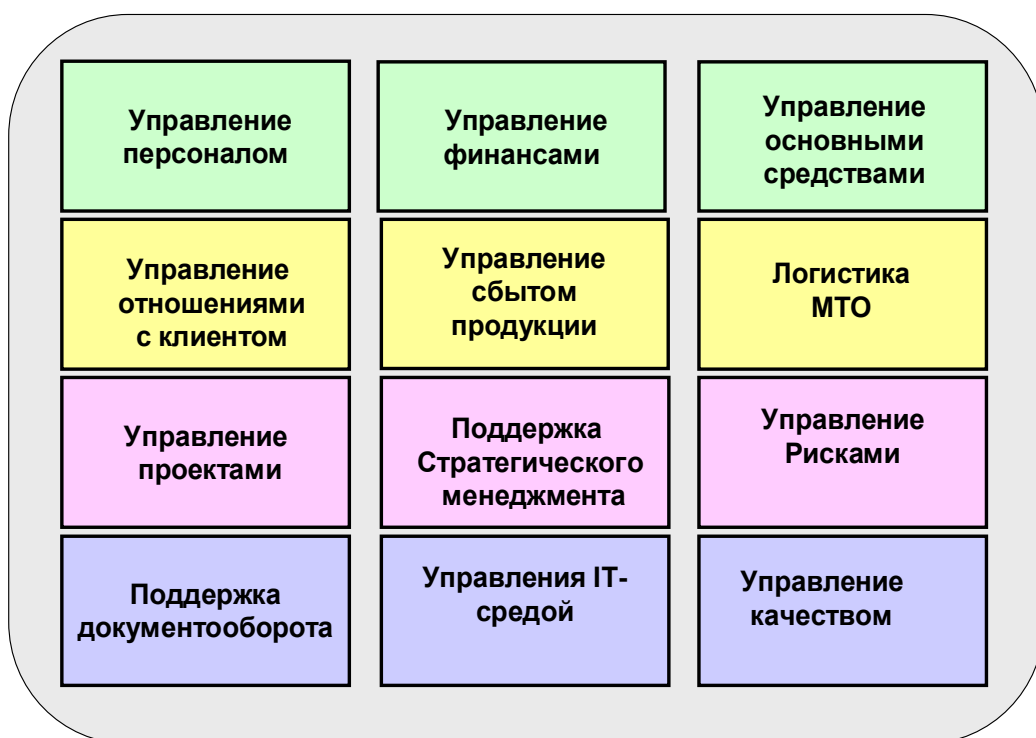 Управление
персоналом
Управление
финансами
Управление
основными
средствами
Управление
отношениями
с клиентом
Управление
сбытом
продукции
Логистика
МТО
Управление
проектами
Поддержка
Стратегического
менеджмента
Управление
Рисками
Поддержка
документооборота
Управления IT-
средой
Управление
качеством